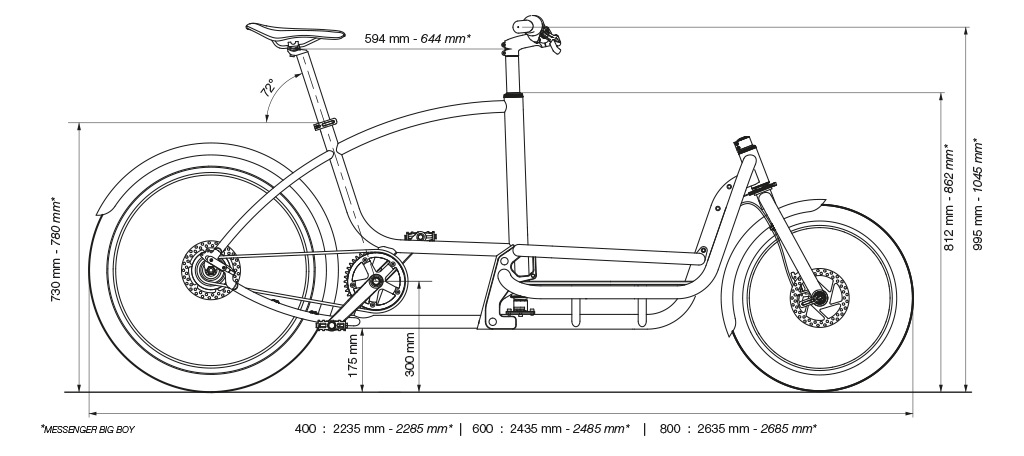 594 mm - 644 mm*
72°
730 mm - 780 mm*
812 mm - 862 mm*
995 mm - 1045 mm*
175 mm
300 mm
*MESSENGER BIG BOY
400 : 2235 mm - 2285 mm* | 600 : 2435 mm - 2485 mm* | 800 : 2635 mm - 2685 mm*